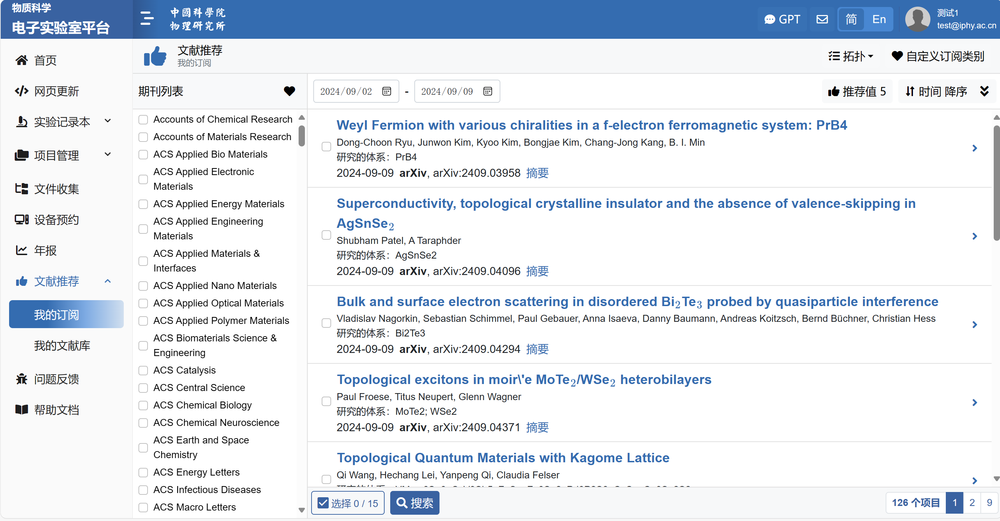 物质科学
电子实验室平台
中國科學院
物理研究所
GPT
简
En
测试1
test@iphy.ac.cn
首页
网页更新
实验记录本
项目管理
文件收集
设备预约
年报
文献推荐
我的订阅
我的文献库
问题反馈
帮助文档
文献推荐
我的订阅
拓扑
自定义订阅类别
期刊列表
Accounts of Chemical Research
Accounts of Materials Research
ACS Applied Bio Materials
ACS Applied Electronic
Materials
ACS Applied Energy Materials
ACS Applied Engineering
Materials
ACS Applied Materials &
Interfaces
ACS Applied Nano Materials
ACS Applied Optical Materials
ACS Applied Polymer Materials
ACS Biomaterials Science &
Engineering
ACS Catalysis
ACS Central Science
ACS Chemical Biology
ACS Chemical Neuroscience
ACS Earth and Space
Chemistry
ACS Energy Letters
ACS Infectious Diseases
ACS Macro Letters
2024/09/02 - 2024/09/09
推荐值 5
时间 降序
Weyl Fermion with various chiralities in a f-electron ferromagnetic system: PrB4
Dong-Choon Ryu, Junwon Kim, Kyoo Kim, Bongjae Kim, Chang-Jong Kang, B. I. Min
研究的体系：PrB4
2024-09-09 arXiv, arXiv:2409.03958 摘要
Superconductivity, topological crystalline insulator and the absence of valence-skipping in
AgSnSe₂
Shubham Patel, A Taraphder
研究的体系：AgSnSe2
2024-09-09 arXiv, arXiv:2409.04096 摘要
Bulk and surface electron scattering in disordered Bi₂Te₃ probed by quasiparticle interference
Vladislav Nagorkin, Sebastian Schimmel, Paul Gebauer, Anna Isaeva, Danny Baumann, Andreas Koitzsch, Bernd Büchner, Christian Hess
研究的体系：Bi2Te3
2024-09-09 arXiv, arXiv:2409.04294 摘要
Topological excitons in moir\'e MoTe₂/WSe₂ heterobilayers
Paul Froese, Titus Neupert, Glenn Wagner
研究的体系：MoTe2; WSe2
2024-09-09 arXiv, arXiv:2409.04371 摘要
Topological Quantum Materials with Kagome Lattice
Qi Wang, Hechang Lei, Yanpeng Qi, Claudia Felser
选择 0 / 15
搜索
126 个项目 1 2 9